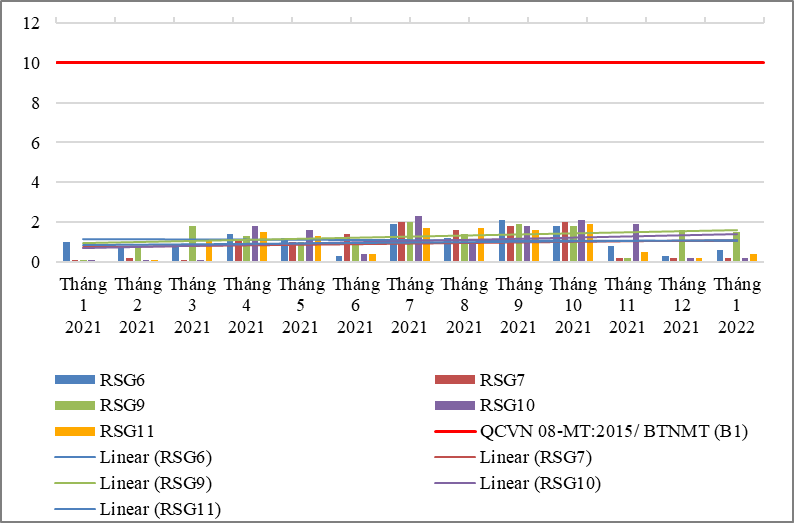 12
10
8
6
4
2
0
Tháng Tháng Tháng Tháng Tháng Tháng Tháng Tháng Tháng Tháng Tháng Tháng Tháng
1 2 3 4 5 6 7 8 9 10 11 12 1
2021 2021 2021 2021 2021 2021 2021 2021 2021 2021 2021 2021 2022
RSG6 RSG7
RSG9 RSG10
RSG11 QCVN 08-MT:2015/ BTNMT (B1)
Linear (RSG6) Linear (RSG7)
Linear (RSG9) Linear (RSG10)
Linear (RSG11)